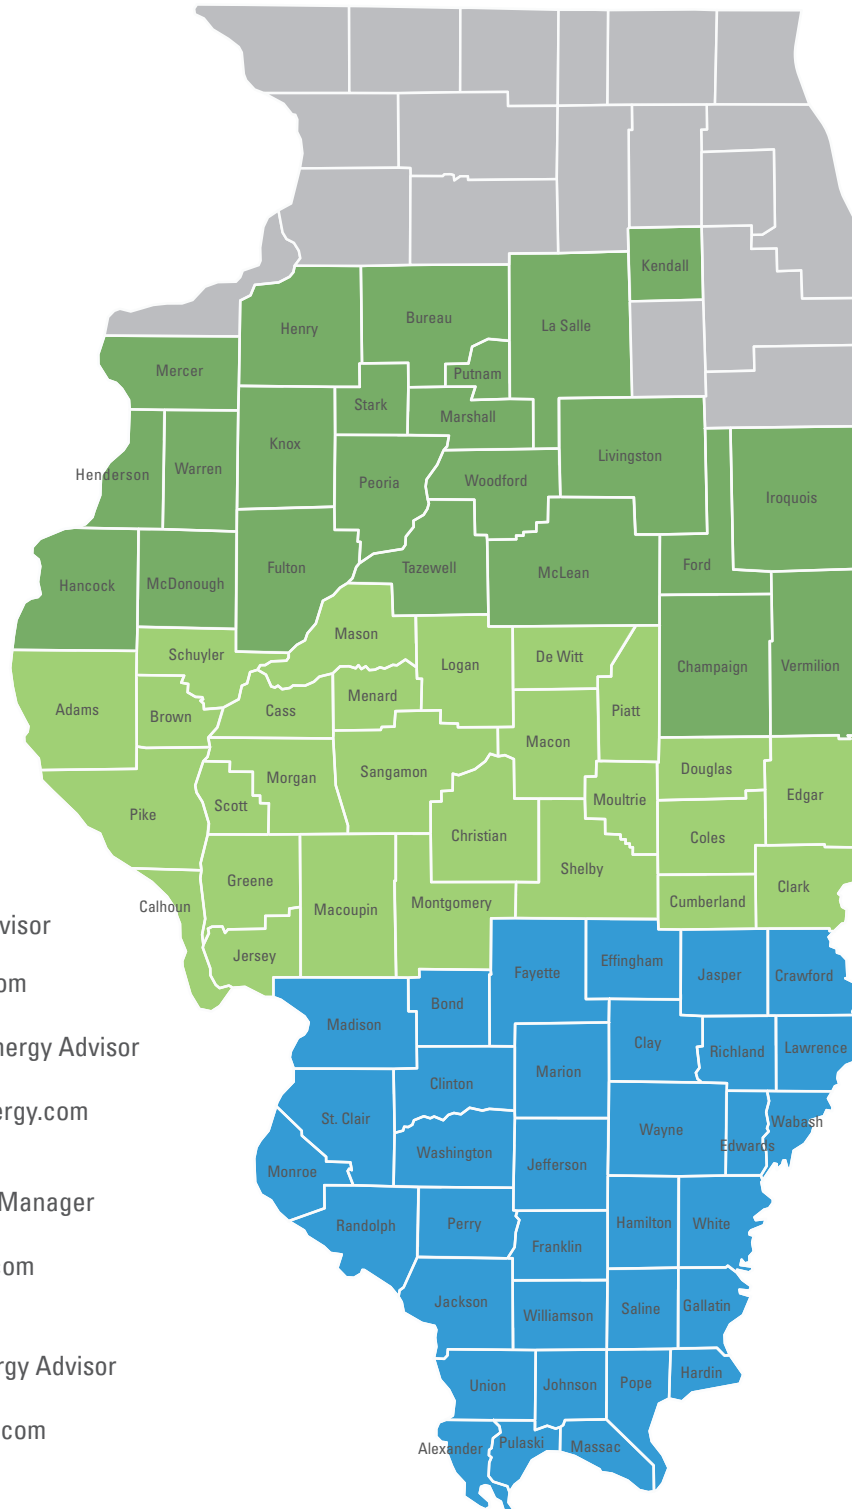 Kendall
Henry
Bureau
La Salle
Mercer
Putnam
Stark
Marshall
Knox
Livingston
Henderson
Warren
Peoria
Woodford
Iroquois
Hancock
McDonough
Fulton
Tazewell
McLean
Ford
Mason
Schuyler
Logan
De Witt
Champaign
Vermilion
Adams
Brown
Cass
Menard
Piatt
Macon
Sangamon
Douglas
Morgan
Edgar
Pike
Scott
Moultrie
Christian
Coles
Shelby
Greene
Clark
Calhoun
Macoupin
Montgomery
Cumberland
visor
Jersey
Fayette
Effingham
Jasper
Crawford
om
Bond
Madison
Clay
nergy Advisor
Richland
Lawrence
Marion
Clinton
ergy.com
St. Clair
Wayne
Wabash
Edwards
Washington
Jefferson
Monroe
Manager
Randolph
Perry
Hamilton
White
Franklin
om
Jackson
Williamson
Saline
Gallatin
rgy Advisor
Union
Johnson
Pope
Hardin
com
Alexander
Pulaski
Massac